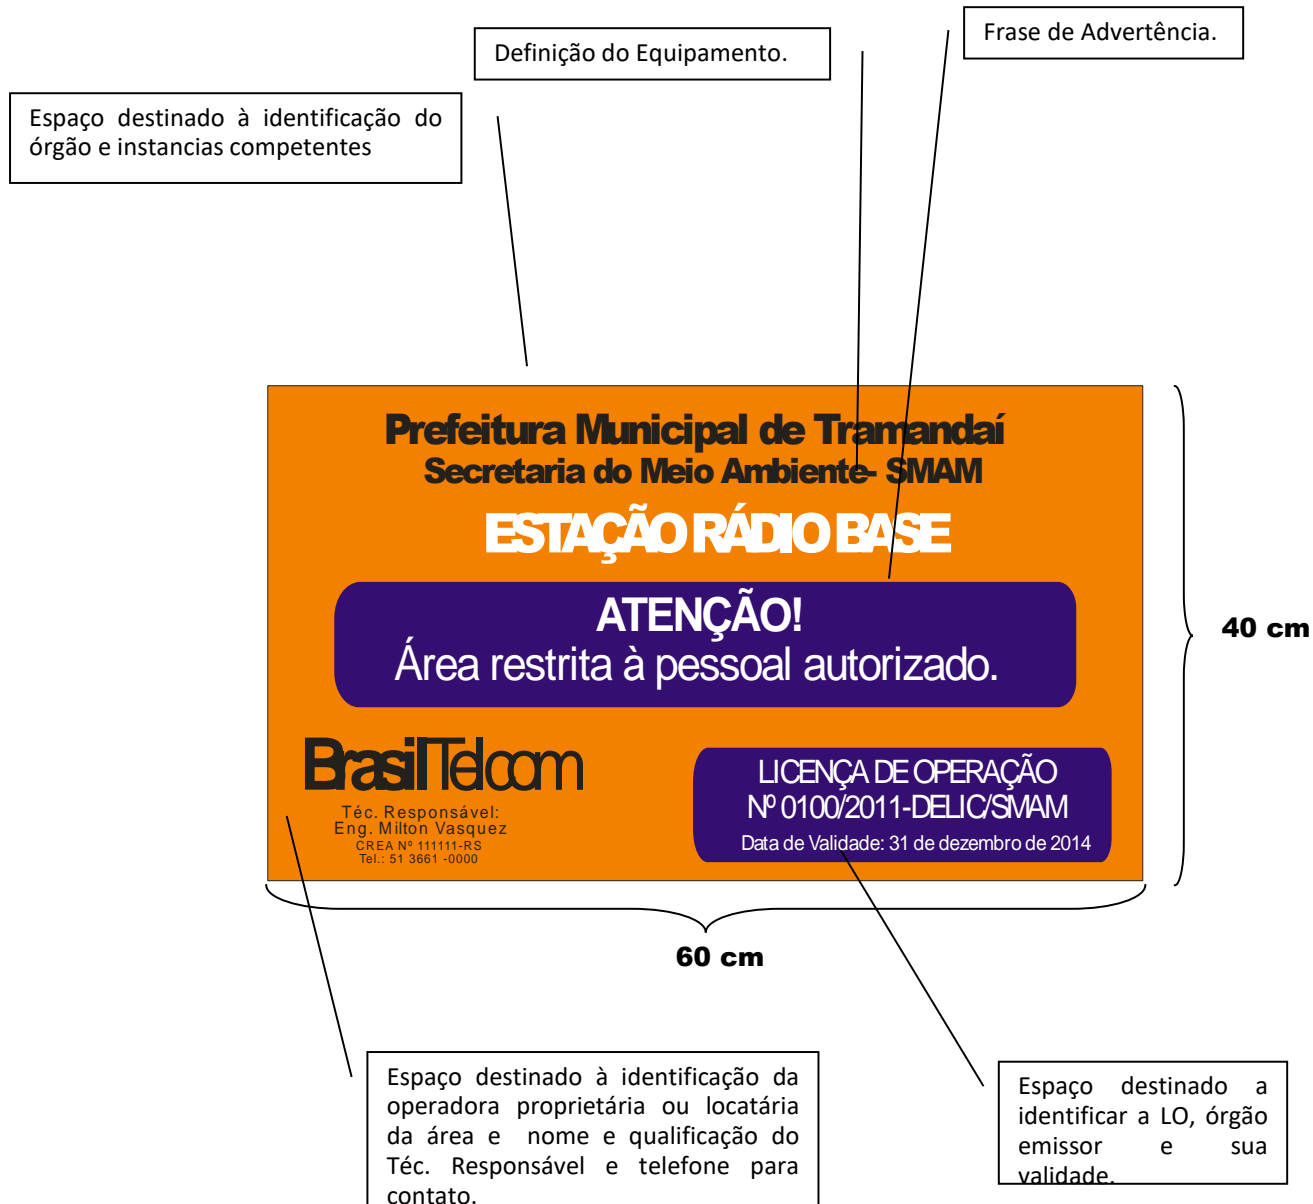 Frase de Advertência.
Definição do Equipamento.
Espaço destinado à identificação do
órgão e instancias competentes
Prefeitura Municipal de Tramandaí
Secretaria do Meio Ambiente- SMAM
ESTAÇÃO RÁDIO BASE
ATENÇÃO!
Área restrita à pessoal autorizado.
40 cm
BrasilTelcom
Téc. Responsável:
Eng. Milton Vasquez
CREA Nº 111111-RS
Tel.: 51 3661 -0000
LICENÇA DE OPERAÇÃO
Nº 0100/2011-DELIC/SMAM
Data de Validade: 31 de dezembro de 2014
60 cm
Espaço destinado à identificação da
operadora proprietária ou locatária
da área e nome e qualificação do
Téc. Responsável e telefone para
contato.
Espaço destinado a
identificar a LO, órgão
emissor e sua
validade.